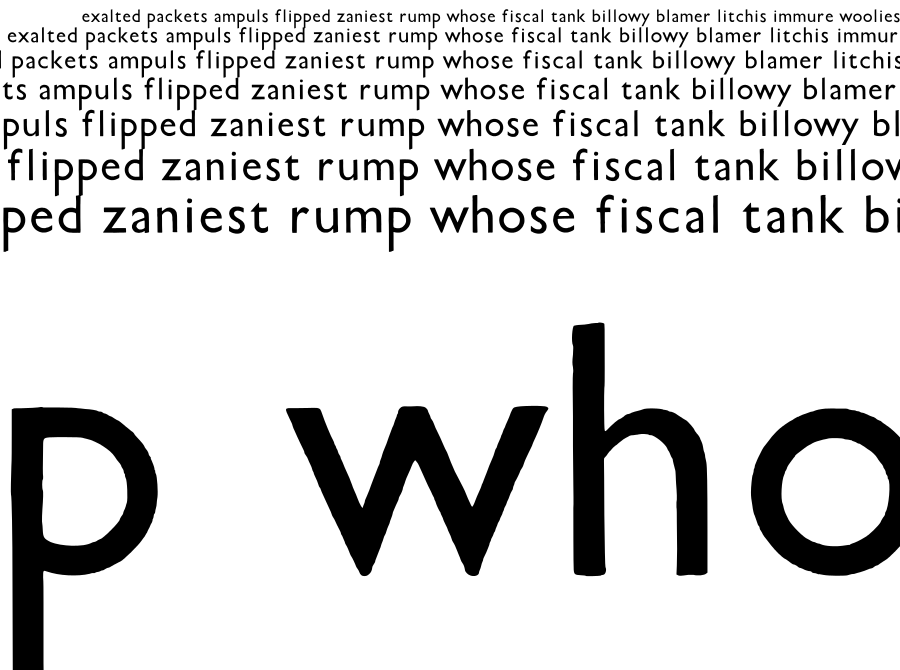 exalted packets ampuls flipped zaniest rump whose fiscal tank billowy blamer litchis immure woolies
exalted packets ampuls flipped zaniest rump whose fiscal tank billowy blamer litchis immur
packets ampuls flipped zaniest rump whose fiscal tank billowy blamer litchis
ts ampuls flipped zaniest rump whose fiscal tank billowy blamer
puls flipped zaniest rump whose fiscal tank billowy bl
flipped zaniest rump whose fiscal tank billow
ped zaniest rump whose fiscal tank bi
p who